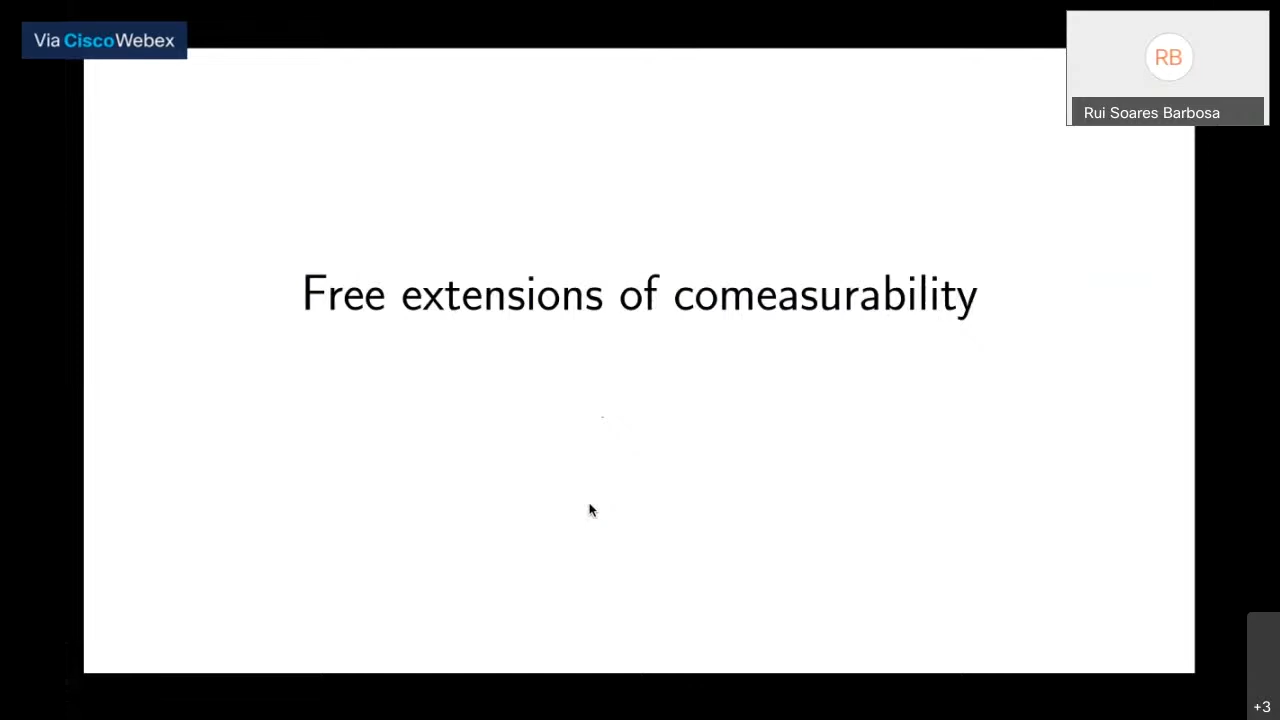 Via CiscoWebex
RB
Rui Soares Barbosa
Free extensions of comeasurability
+3